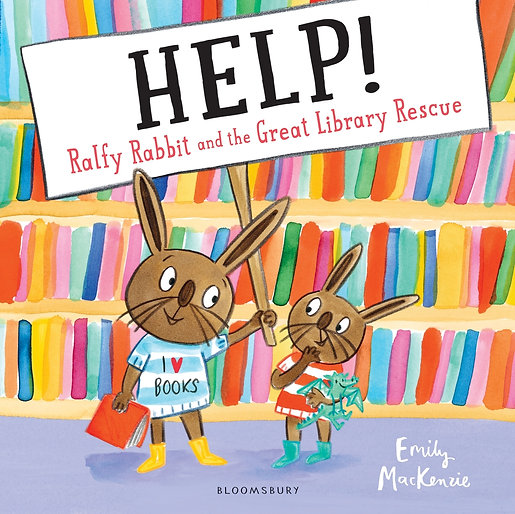 HELP!
Ralfy Rabbit and the Great Library Rescue
I ♥
BOOKS
Emily
MacKenzie
BLOOMSBURY